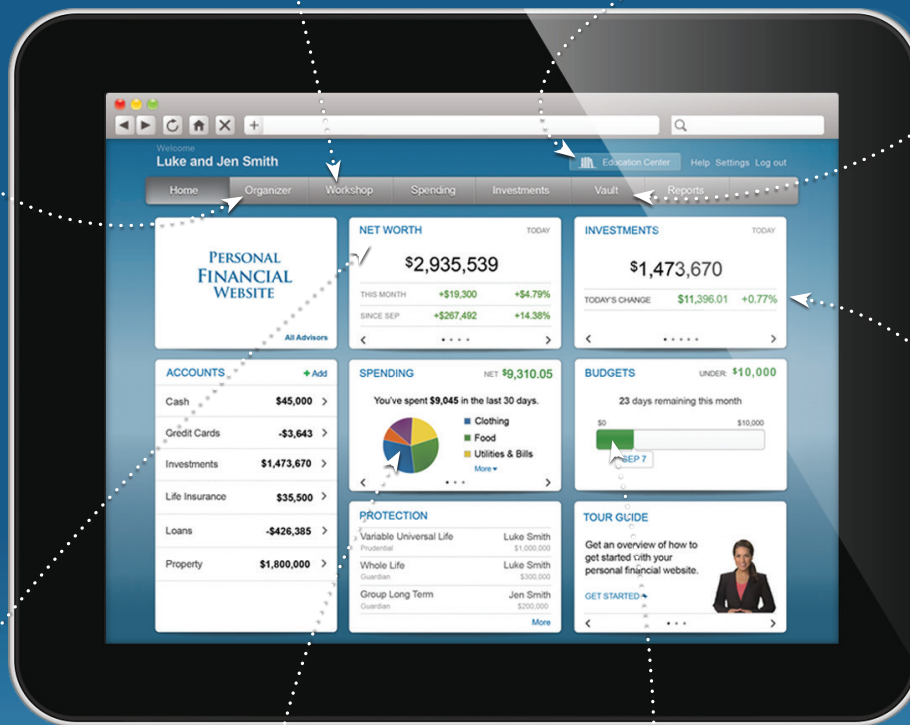 Welcome
Luke and Jen Smith
Education Center Help Settings Log out
Home Organizer Workshop Spending Investments Vault Reports
PERSONAL
FINANCIAL
WEBSITE
All Advisors
NET WORTH TODAY
$2,935,539
THIS MONTH +$19,300 +$4.79%
SINCE SEP +$267,492 +14.38%
INVESTMENTS TODAY
$1,473,670
TODAY'S CHANGE $11,396.01 +0.77%
ACCOUNTS + Add
Cash $45,000
Credit Cards -$3,643
Investments $1,473,670
Life Insurance $35,500
Loans -$426,385
Property $1,800,000
SPENDING NET $9,310.05
You've spent $9,045 in the last 30 days.
Clothing
Food
Utilities & Bills
More
BUDGETS UNDER: $10,000
23 days remaining this month
$0 $10,000
SEP 7
PROTECTION
Variable Universal Life Luke Smith
Prudential $1,000,000
Whole Life Luke Smith
Guardian $300,000
Group Long Term Jen Smith
Guardian $200,000
More
TOUR GUIDE
Get an overview of how to
get started with your
personal financial website.
GET STARTED